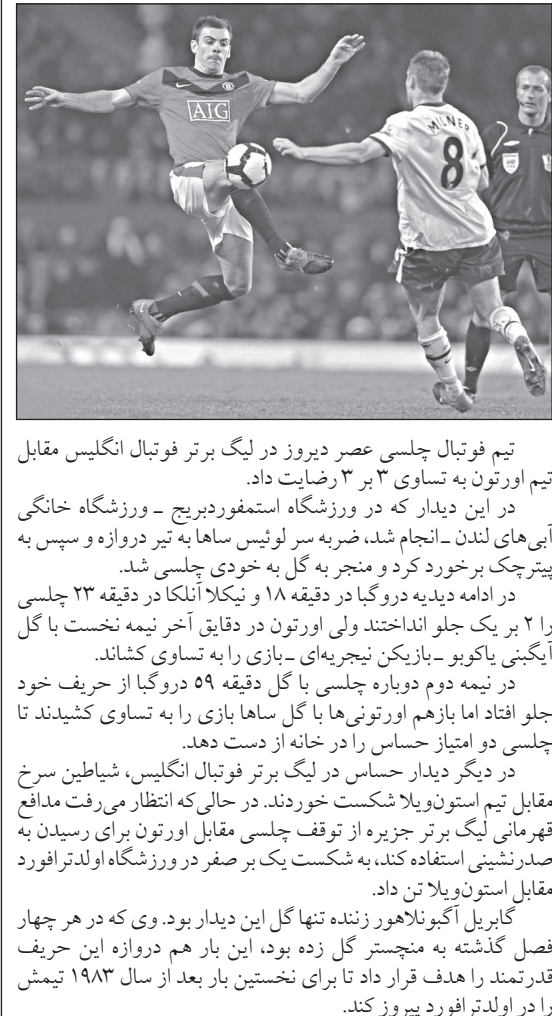 AIG
MILNER
8
تیم فوتبال چلسی عصر دیروز در لیگ برتر فوتبال انگلیس مقابل
تیم اورتون به تساوی ۳ بر ۳ رضایت داد.
در این دیدار که در ورزشگاه استمفوردبریج ـ ورزشگاه خانگی
آبی‌های لندن ـ انجام شد، ضربه سر لوئیس ساها به تیر دروازه و سپس به
پیترچک برخورد کرد و منجر به گل به خودی چلسی شد.
در ادامه دیدیه دروگبا در دقیقه ۱۸ و نیکلا آنلکا در دقیقه ۲۳ چلسی
را ۲ بر یک جلو انداختند ولی اورتون در دقایق آخر نیمه نخست با گل
آیگبنی یاکوبو ـ بازیکن نیجریه‌ای ـ بازی را به تساوی کشاند.
در نیمه دوم دوباره چلسی با گل دقیقه ۵۹ دروگبا از حریف خود
جلو افتاد اما بازهم اورتونی‌ها با گل ساها بازی را به تساوی کشیدند تا
چلسی دو امتیاز حساس را در خانه از دست دهد.
در دیگر دیدار حساس در لیگ برتر فوتبال انگلیس، شیاطین سرخ
مقابل تیم استون‌ویلا شکست خوردند. در حالی‌که انتظار می‌رفت مدافع
قهرمانی لیگ برتر جزیره از توقف چلسی مقابل اورتون برای رسیدن به
صدرنشینی استفاده کند، به شکست یک بر صفر در ورزشگاه اولدترافورد
مقابل استون‌ویلا تن داد.
گابریل آگبونلاهور زننده تنها گل این دیدار بود. وی که در هر چهار
فصل گذشته به منچستر گل زده بود، این بار هم دروازه این حریف
قدرتمند را هدف قرار داد تا برای نخستین بار بعد از سال ۱۹۸۳ تیمش
را در اولدترافورد پیروز کند.